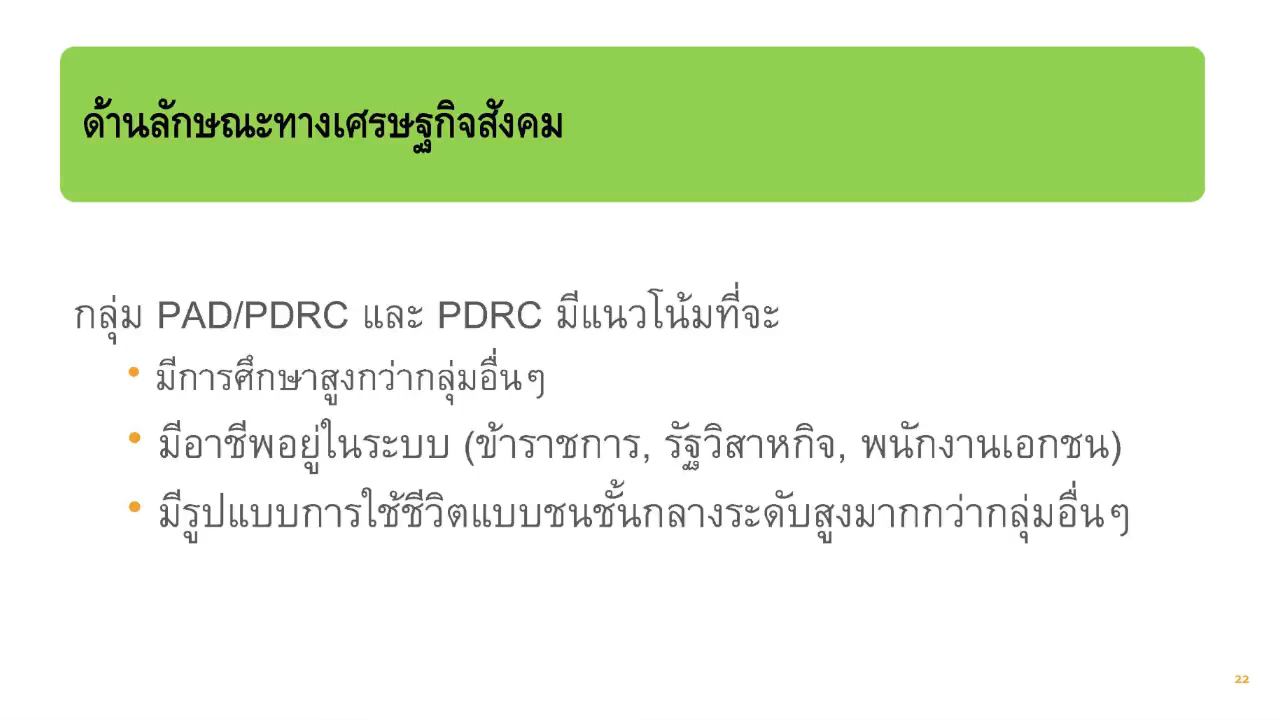 ด้านลักษณะทางเศรษฐกิจสังคม
กลุ่ม PAD/PDRC และ PDRC มีแนวโน้มที่จะ
• มีการศึกษาสูงกว่ากลุ่มอื่นๆ
• มีอาชีพอยู่ในระบบ (ข้าราชการ, รัฐวิสาหกิจ, พนักงานเอกชน)
• มีรูปแบบการใช้ชีวิตแบบชนชั้นกลางระดับสูงมากกว่ากลุ่มอื่นๆ
22